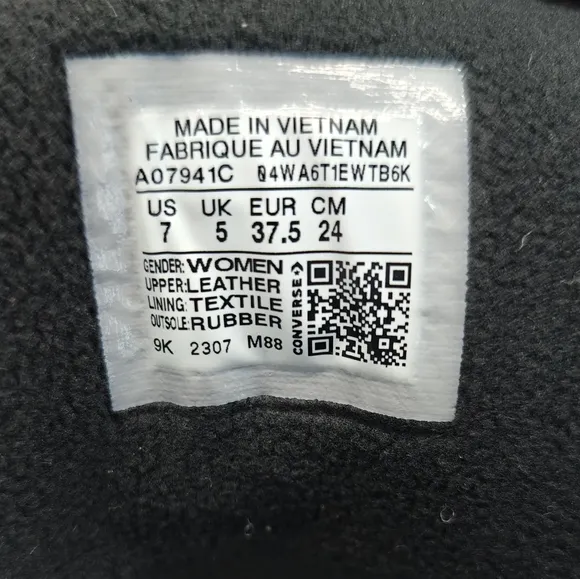 MADE IN VIETNAM
FABRIQUE AU VIETNAM
A07941C 04WA6T1EWTB6K
US UK EUR CM
7 5 37.5 24
GENDER: WOMEN
UPPER: LEATHER
LINING: TEXTILE
OUTSOLE: RUBBER
9K 2307 M88
CONVERSE